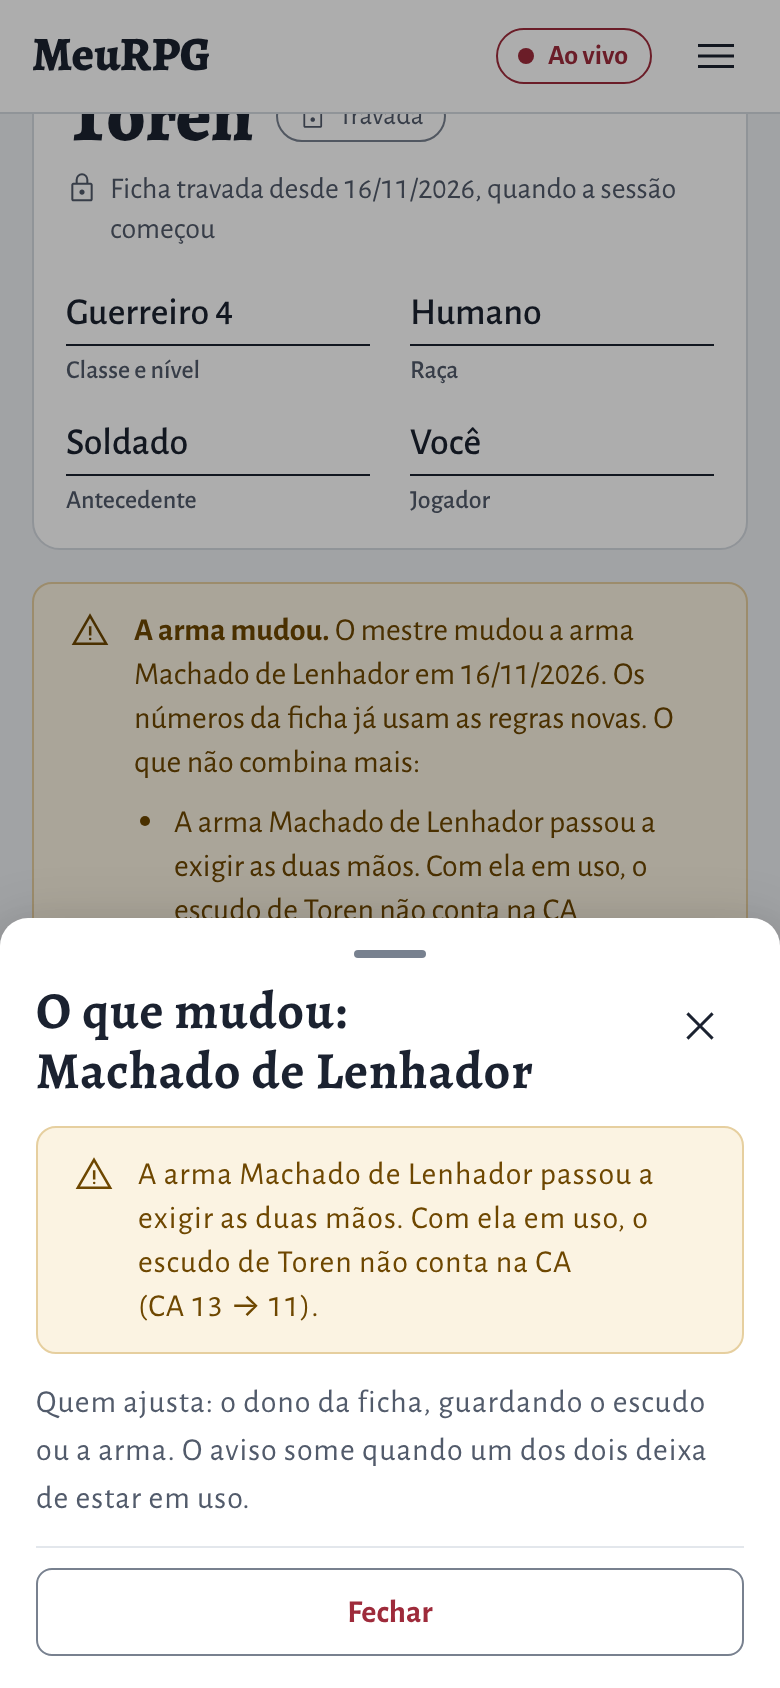 MeuRPG
Ao vivo
Toren
Travada
Ficha travada desde 16/11/2026, quando a sessão
começou
Guerreiro 4
Humano
Classe e nível
Raça
Soldado
Você
Antecedente
Jogador
A arma mudou. O mestre mudou a arma
Machado de Lenhador em 16/11/2026. Os
números da ficha já usam as regras novas. O
que não combina mais:
• A arma Machado de Lenhador passou a
exigir as duas mãos. Com ela em uso, o
escudo de Toren não conta na CA
O que mudou:
Machado de Lenhador
A arma Machado de Lenhador passou a
exigir as duas mãos. Com ela em uso, o
escudo de Toren não conta na CA
(CA 13 → 11).
Quem ajusta: o dono da ficha, guardando o escudo
ou a arma. O aviso some quando um dos dois deixa
de estar em uso.
Fechar